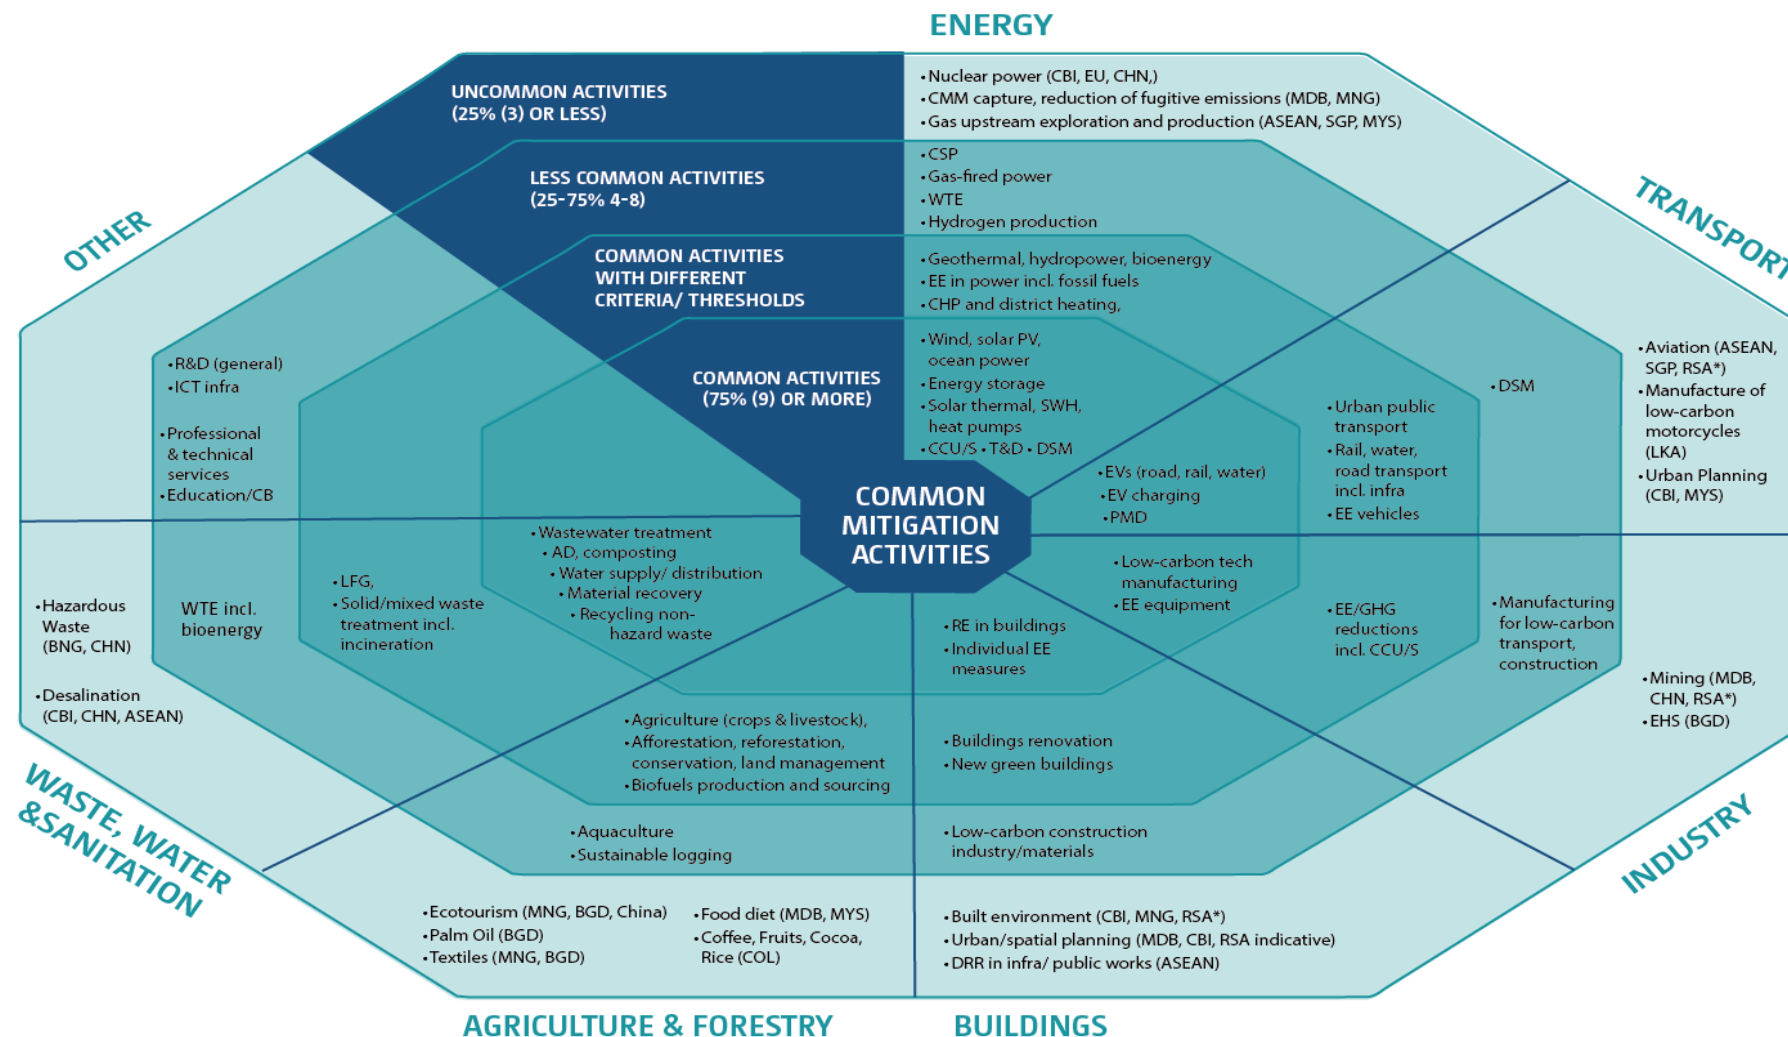 ENERGY
UNCOMMON ACTIVITIES
(25% (3) OR LESS)
•Nuclear power (CBI, EU, CHN,)
•CMM capture, reduction of fugitive emissions (MDB, MNG)
•Gas upstream exploration and production (ASEAN, SGP, MYS)
LESS COMMON ACTIVITIES
(25-75% 4-8)
•CSP
•Gas-fired power
•WTE
•Hydrogen production
COMMON ACTIVITIES
WITH DIFFERENT
CRITERIA/ THRESHOLDS
•Geothermal, hydropower, bioenergy
•EE in power incl. fossil fuels
•CHP and district heating,
COMMON ACTIVITIES
(75% (9) OR MORE)
•Wind, solar PV,
ocean power
•Energy storage
•Solar thermal, SWH,
heat pumps
•CCU/S •T&D • DSM
COMMON
MITIGATION
ACTIVITIES
TRANSPORT
•EVs (road, rail, water)
•EV charging
•PMD
•Urban public
transport
•Rail, water,
road transport
incl. infra
•EE vehicles
•DSM
•Aviation (ASEAN,
SGP, RSA*)
•Manufacture of
low-carbon
motorcycles
(LKA)
•Urban Planning
(CBI, MYS)
INDUSTRY
•Low-carbon tech
manufacturing
•EE equipment
•EE/GHG
reductions
incl. CCU/S
•Manufacturing
for low-carbon
transport,
construction
•Mining (MDB,
CHN, RSA*)
•EHS (BGD)
BUILDINGS
•RE in buildings
•Individual EE
measures
•Buildings renovation
•New green buildings
•Low-carbon construction
industry/materials
•Built environment (CBI, MNG, RSA*)
•Urban/spatial planning (MDB, CBI, RSA indicative)
•DRR in infra/ public works (ASEAN)
AGRICULTURE & FORESTRY
•Agriculture (crops & livestock),
•Afforestation, reforestation,
conservation, land management
•Biofuels production and sourcing
•Aquaculture
•Sustainable logging
•Ecotourism (MNG, BGD, China)
•Palm Oil (BGD)
•Textiles (MNG, BGD)
•Food diet (MDB, MYS)
•Coffee, Fruits, Cocoa,
Rice (COL)
WASTE, WATER
&SANITATION
•Wastewater treatment
•AD, composting
•Water supply/ distribution
•Material recovery
•Recycling non-
hazard waste
•LFG,
•Solid/mixed waste
treatment incl.
incineration
WTE incl.
bioenergy
•Hazardous
Waste
(BNG, CHN)
•Desalination
(CBI, CHN, ASEAN)
OTHER
•R&D (general)
•ICT infra
•Professional
& technical
services
•Education/CB